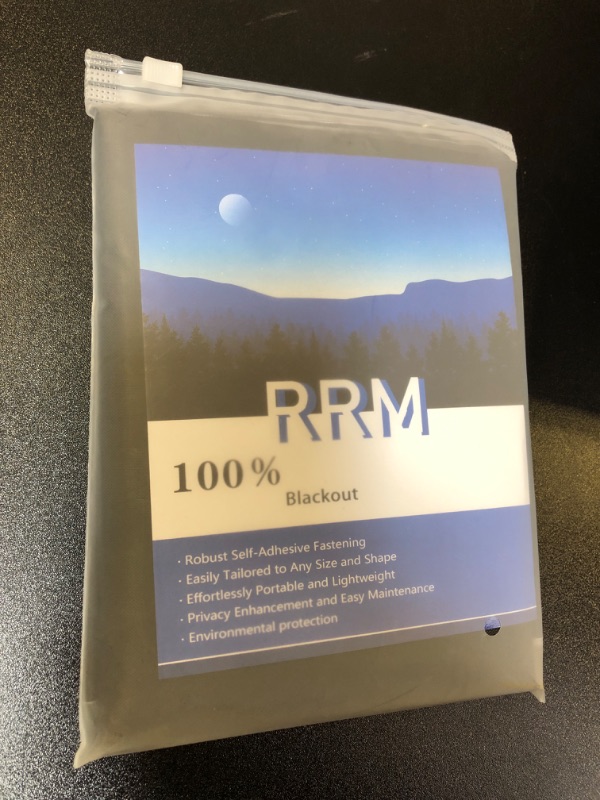 RRM
100%
Blackout
· Robust Self-Adhesive Fastening
· Easily Tailored to Any Size and Shape
· Effortlessly Portable and Lightweight
· Privacy Enhancement and Easy Maintenance
· Environmental protection